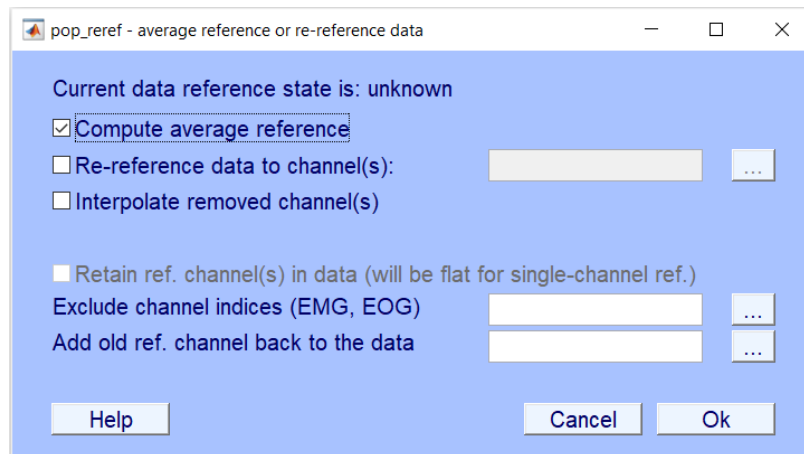 pop_reref - average reference or re-reference data
Current data reference state is: unknown
Compute average reference
Re-reference data to channel(s):
...
Interpolate removed channel(s)
Retain ref. channel(s) in data (will be flat for single-channel ref.)
Exclude channel indices (EMG, EOG)
...
Add old ref. channel back to the data
...
Help Cancel Ok